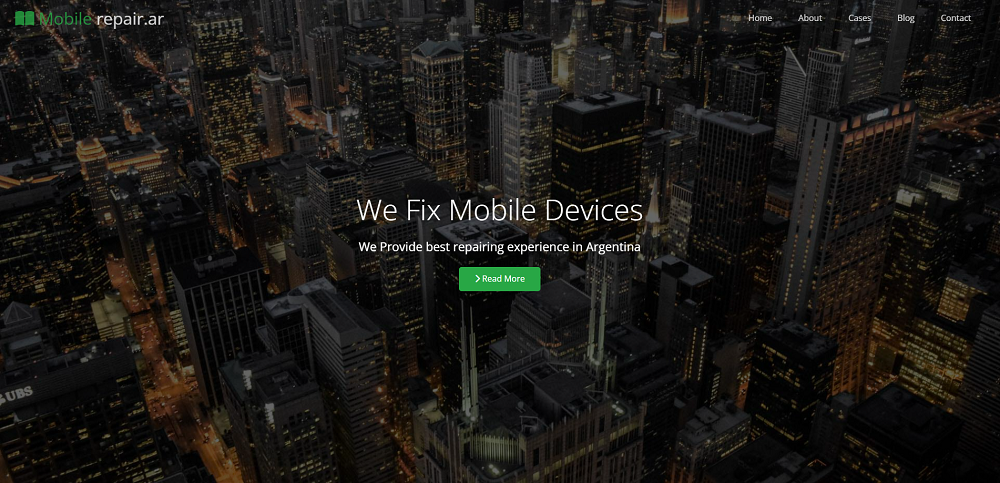 Mobile repair.ar
Home About Cases Blog Contact
We Fix Mobile Devices
We Provide best repairing experience in Argentina
Read More
UBS